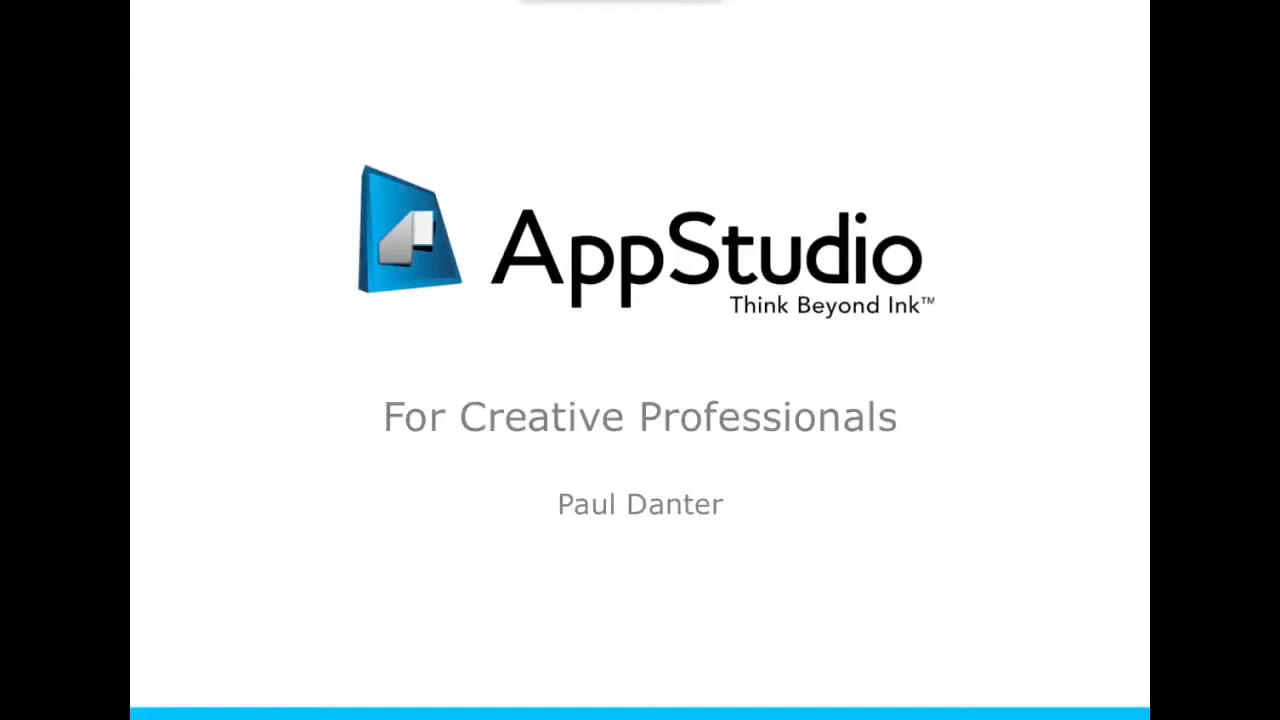 AppStudio
Think Beyond Ink™
For Creative Professionals
Paul Danter